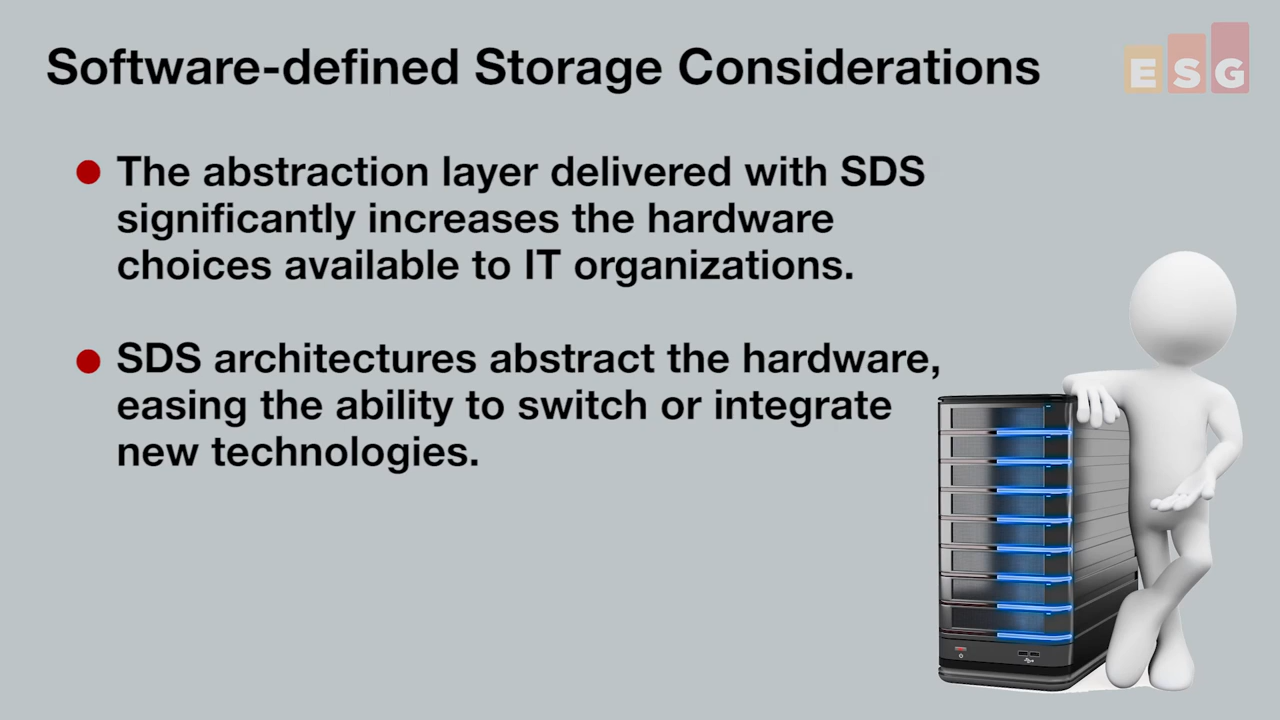 Software-defined Storage Considerations
ESG
The abstraction layer delivered with SDS
significantly increases the hardware
choices available to IT organizations.
SDS architectures abstract the hardware,
easing the ability to switch or integrate
new technologies.